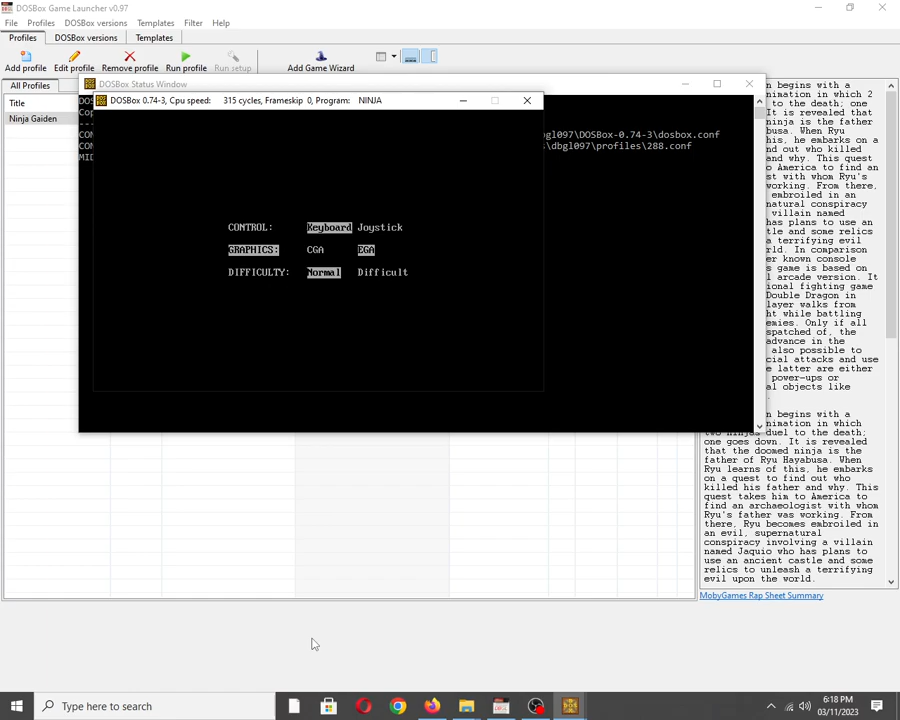 DOSBox Game Launcher v0.97
File Profiles DOSBox versions Templates Filter Help
Profiles DOSBox versions Templates
Add profile Edit profile Remove profile Run profile Run setup Add Game Wizard
All Profiles
Title
Ninja Gaiden
DOSBox Status Window
DOSBox 0.74-3, Cpu speed: 315 cycles, Frameskip 0, Program: NINJA
DOS
Cop
---
CON
CON
MID
bgl097\DOSBox-0.74-3\dosbox.conf
s\dbgl097\profiles\288.conf
CONTROL: Keyboard Joystick
GRAPHICS: CGA EGA
DIFFICULTY: Normal Difficult
n begins with a
nimation in which 2
to the death; one
It is revealed that
ninja is the father
busa. When Ryu
his, he embarks on a
nd out who killed
and why. This quest
to America to find an
st with whom Ryu's
working. From there,
embroiled in an
natural conspiracy
villain named
has plans to use an
tle and some relics
a terrifying evil
rld. In comparison
er known console
s game is based on
l arcade version. It
ional fighting game
Double Dragon in
layer walks from
ht while battling
emies. Only if all
spatched of, the
advance in the
also possible to
cial attacks and use
e latter are either
power-ups or
al objects like
n begins with a
nimation in which
two ninjas duel to the death;
one goes down. It is revealed
that the doomed ninja is the
father of Ryu Hayabusa. When
Ryu learns of this, he embarks
on a quest to find out who
killed his father and why. This
quest takes him to America to
find an archaeologist with whom
Ryu's father was working. From
there, Ryu becomes embroiled in
an evil, supernatural
conspiracy involving a villain
named Jaquio who has plans to
use an ancient castle and some
relics to unleash a terrifying
evil upon the world.
MobyGames Rap Sheet Summary
Type here to search
6:18 PM
03/11/2023